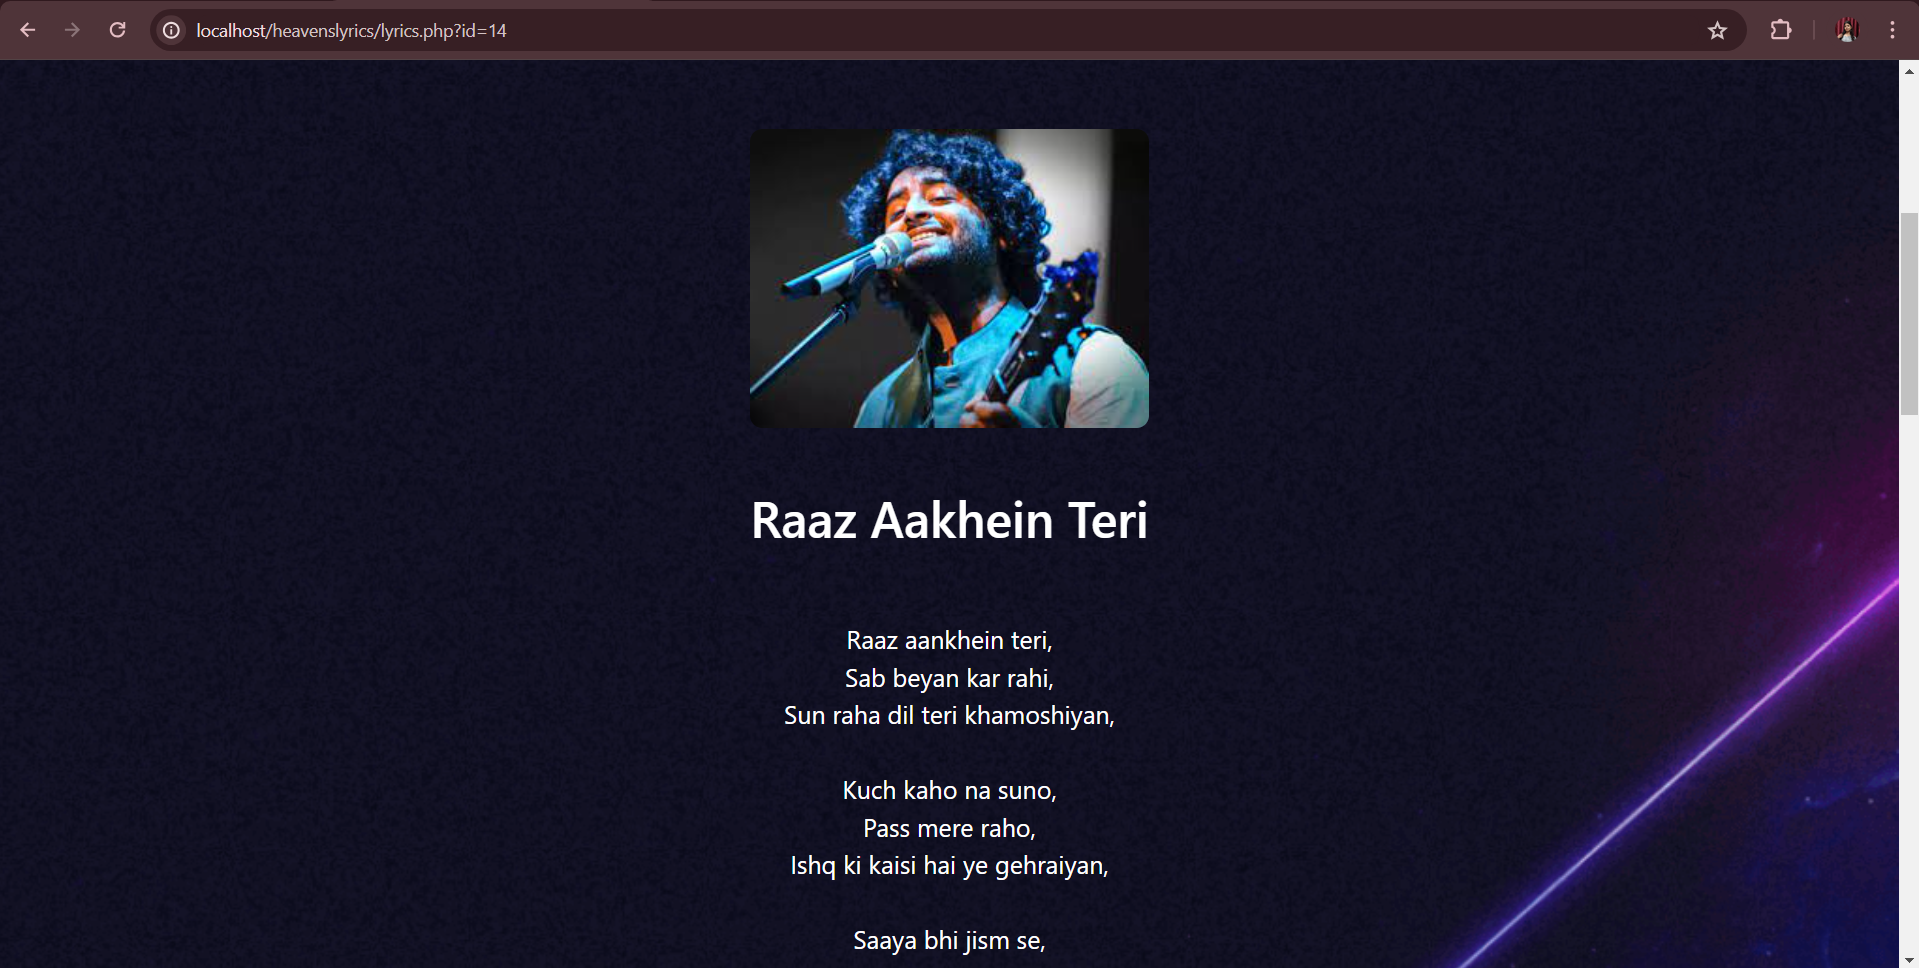 localhost/heavenslyrics/lyrics.php?id=14
Raaz Aakhein Teri
Raaz aankhein teri,
Sab beyan kar rahi,
Sun raha dil teri khamoshiyan,
Kuch kaho na suno,
Pass mere raho,
Ishq ki kaisi hai ye gehraiyan,
Saaya bhi jism se,